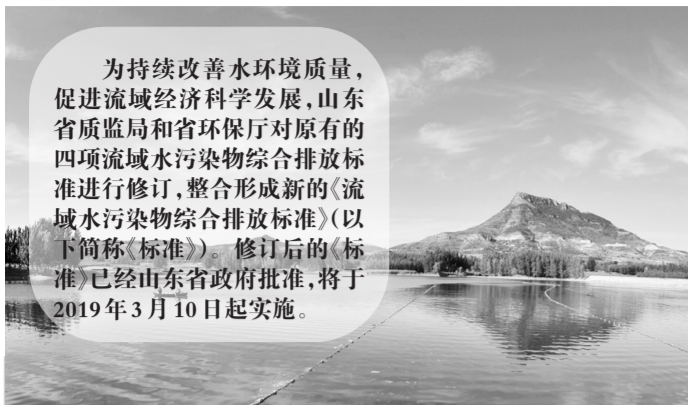 为持续改善水环境质量，
促进流域经济科学发展，山东
省质监局和省环保厅对原有的
四项流域水污染物综合排放标
准进行修订，整合形成新的《流
域水污染物综合排放标准》（以
下简称《标准》）。修订后的《标
准》已经山东省政府批准，将于
2019年3月10日起实施。